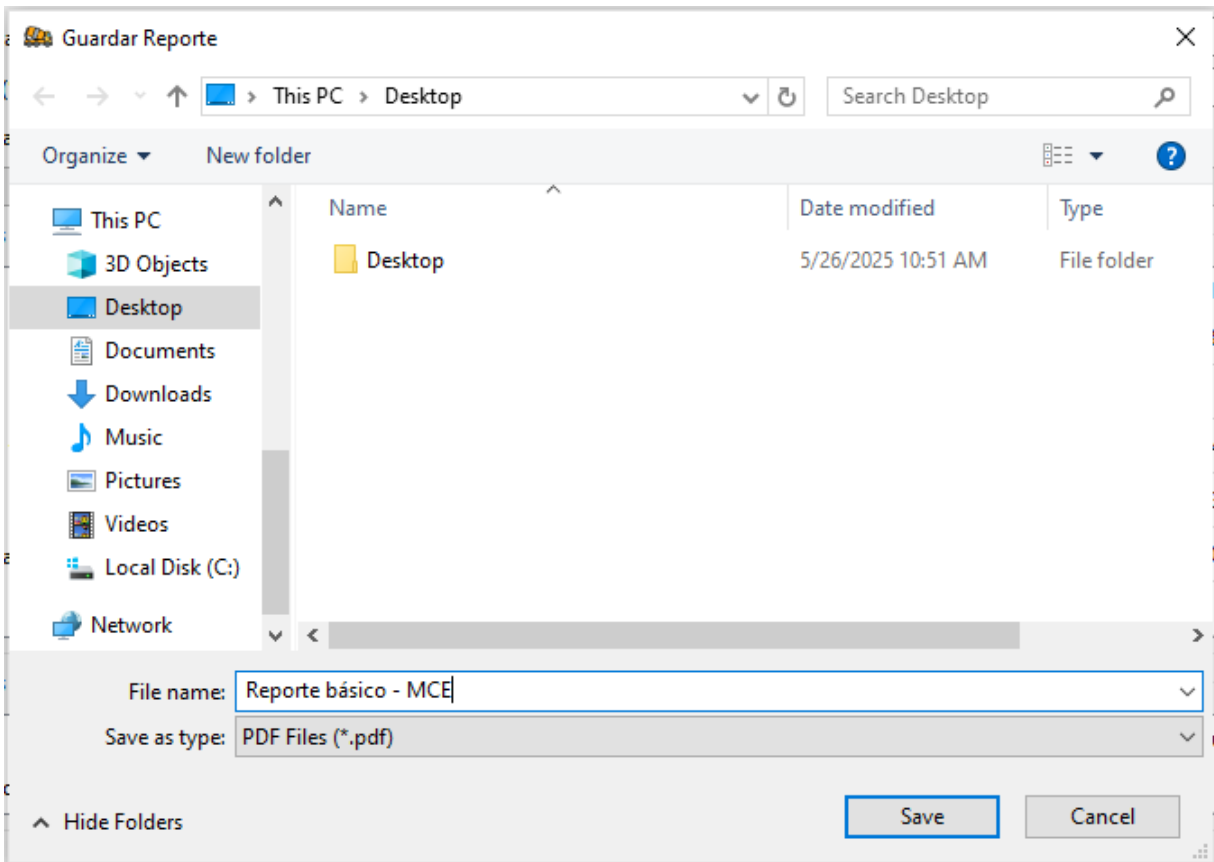 Guardar Reporte
This PC > Desktop
Search Desktop
Organize
New folder
Name
Date modified
Type
This PC
3D Objects
Desktop
Documents
Downloads
Music
Pictures
Videos
Local Disk (C:)
Network
Desktop 5/26/2025 10:51 AM File folder
File name: Reporte básico - MCE
Save as type: PDF Files (*.pdf)
Hide Folders
Save
Cancel